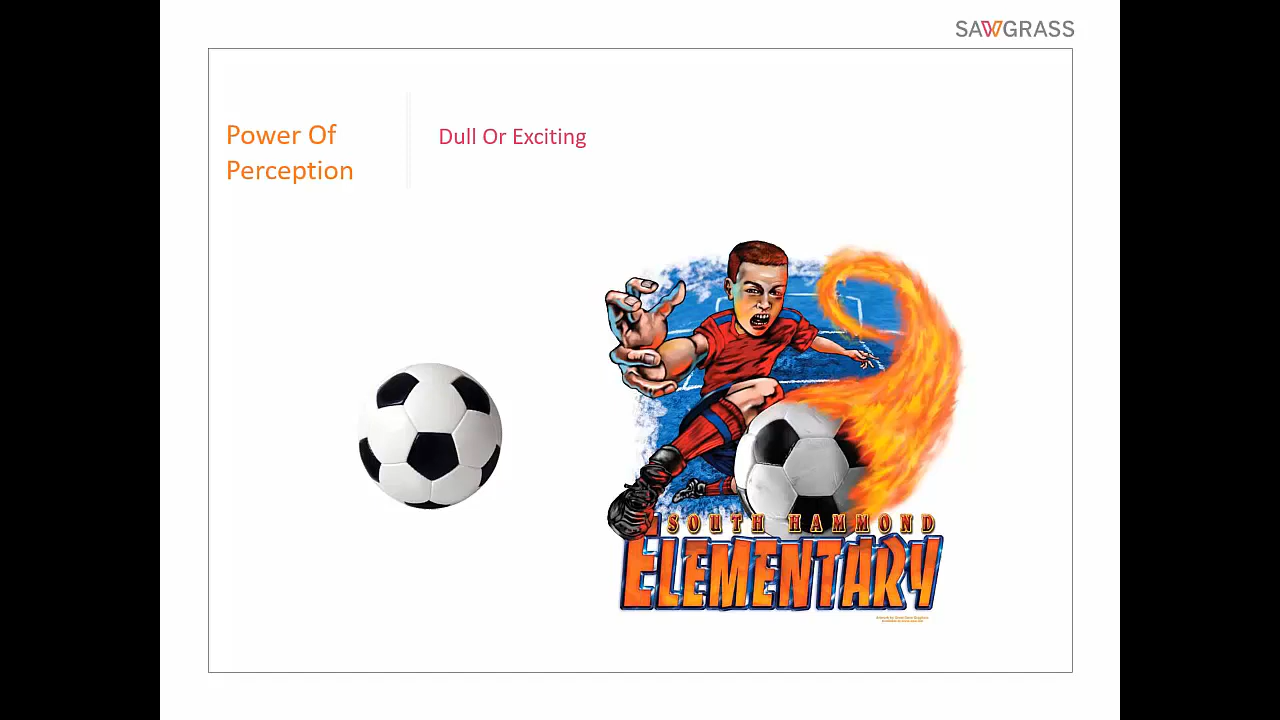 SAWGRASS
Power Of
Perception
Dull Or Exciting
SOUTH HAMMOND
ELEMENTARY